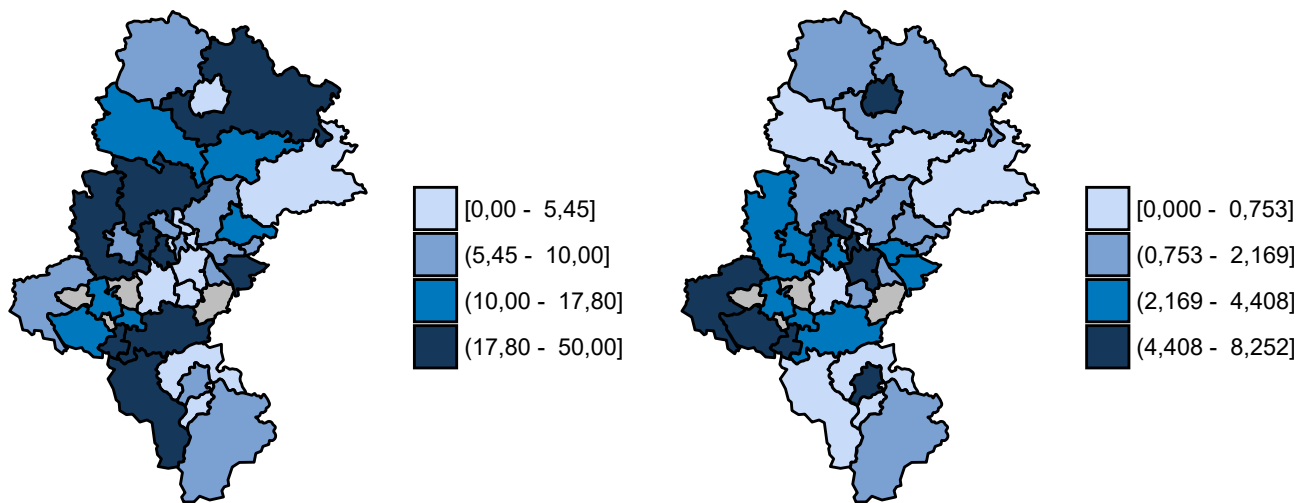 [0,00 - 5,45]
(5,45 - 10,00]
(10,00 - 17,80]
(17,80 - 50,00]
[0,000 - 0,753]
(0,753 - 2,169]
(2,169 - 4,408]
(4,408 - 8,252]